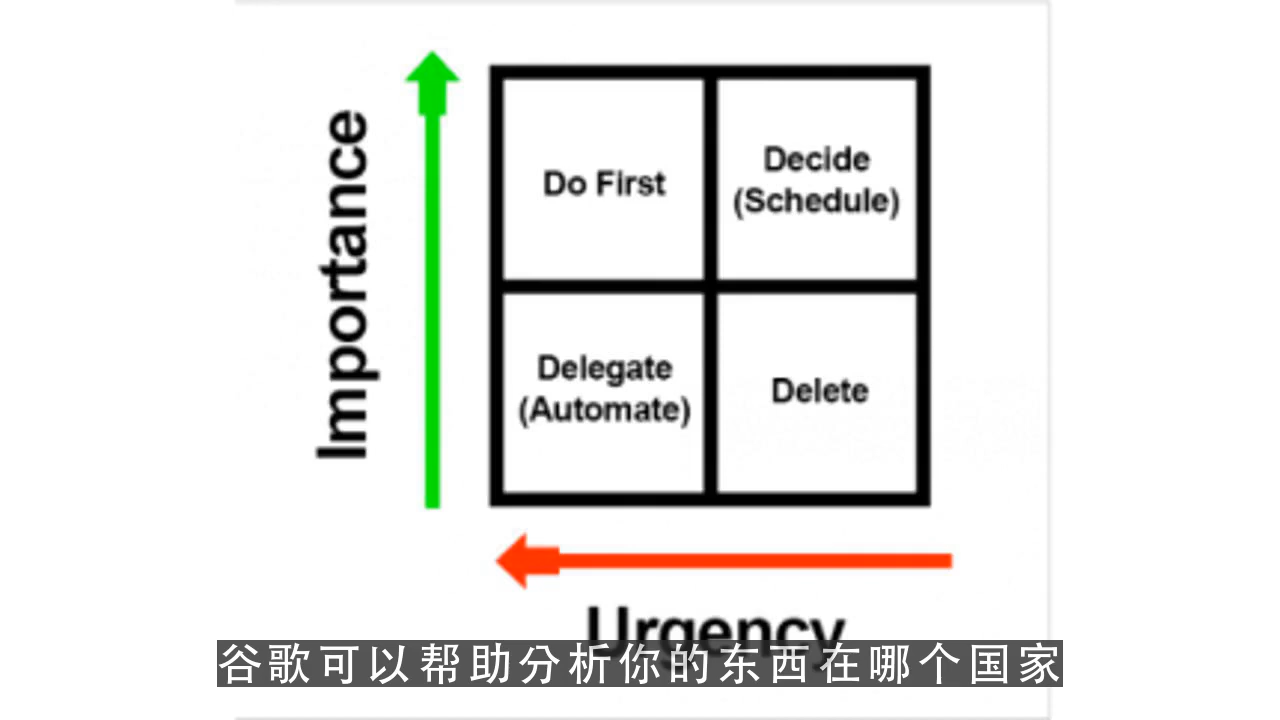 Importance
Do First
Decide
(Schedule)
Delegate
(Automate)
Delete
Urgency
谷歌可以帮助分析你的东西在哪个国家